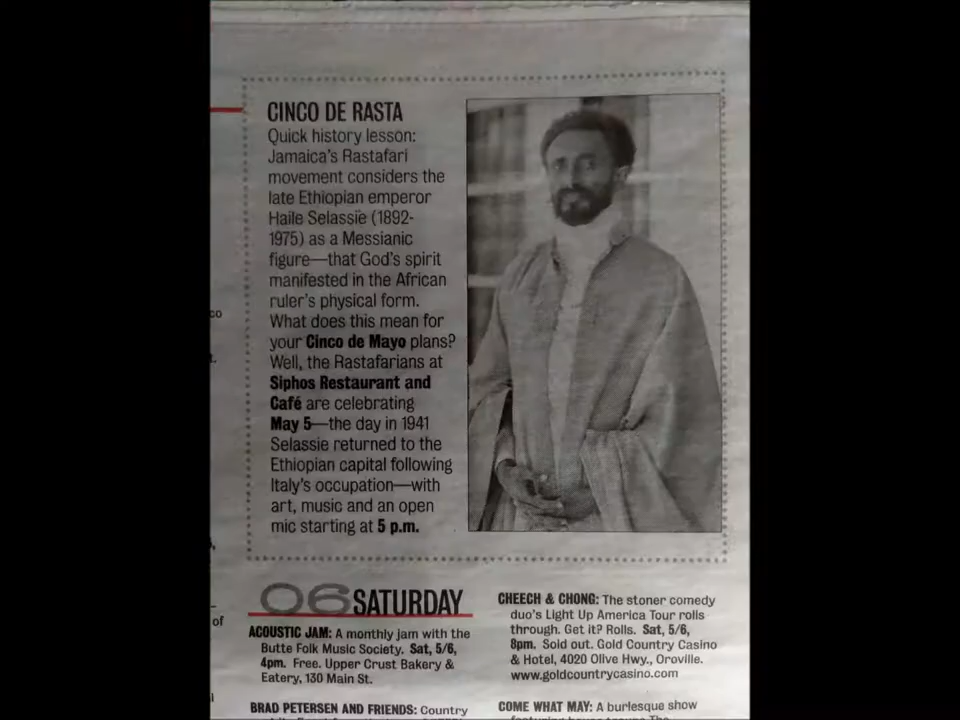 CINCO DE RASTA
Quick history lesson:
Jamaica's Rastafari
movement considers the
late Ethiopian emperor
Haile Selassie (1892-
1975) as a Messianic
figure—that God's spirit
manifested in the African
ruler's physical form.
What does this mean for
your Cinco de Mayo plans?
Well, the Rastafarians at
Siphos Restaurant and
Café are celebrating
May 5—the day in 1941
Selassie returned to the
Ethiopian capital following
Italy's occupation—with
art, music and an open
mic starting at 5 p.m.
06 SATURDAY
ACOUSTIC JAM: A monthly jam with the
Butte Folk Music Society. Sat, 5/6,
4pm. Free. Upper Crust Bakery &
Eatery, 130 Main St.
BRAD PETERSEN AND FRIENDS: Country
CHEECH & CHONG: The stoner comedy
duo's Light Up America Tour rolls
through. Get it? Rolls. Sat, 5/6,
8pm. Sold out. Gold Country Casino
& Hotel, 4020 Olive Hwy., Oroville.
www.goldcountrycasino.com
COME WHAT MAY: A burlesque show
of